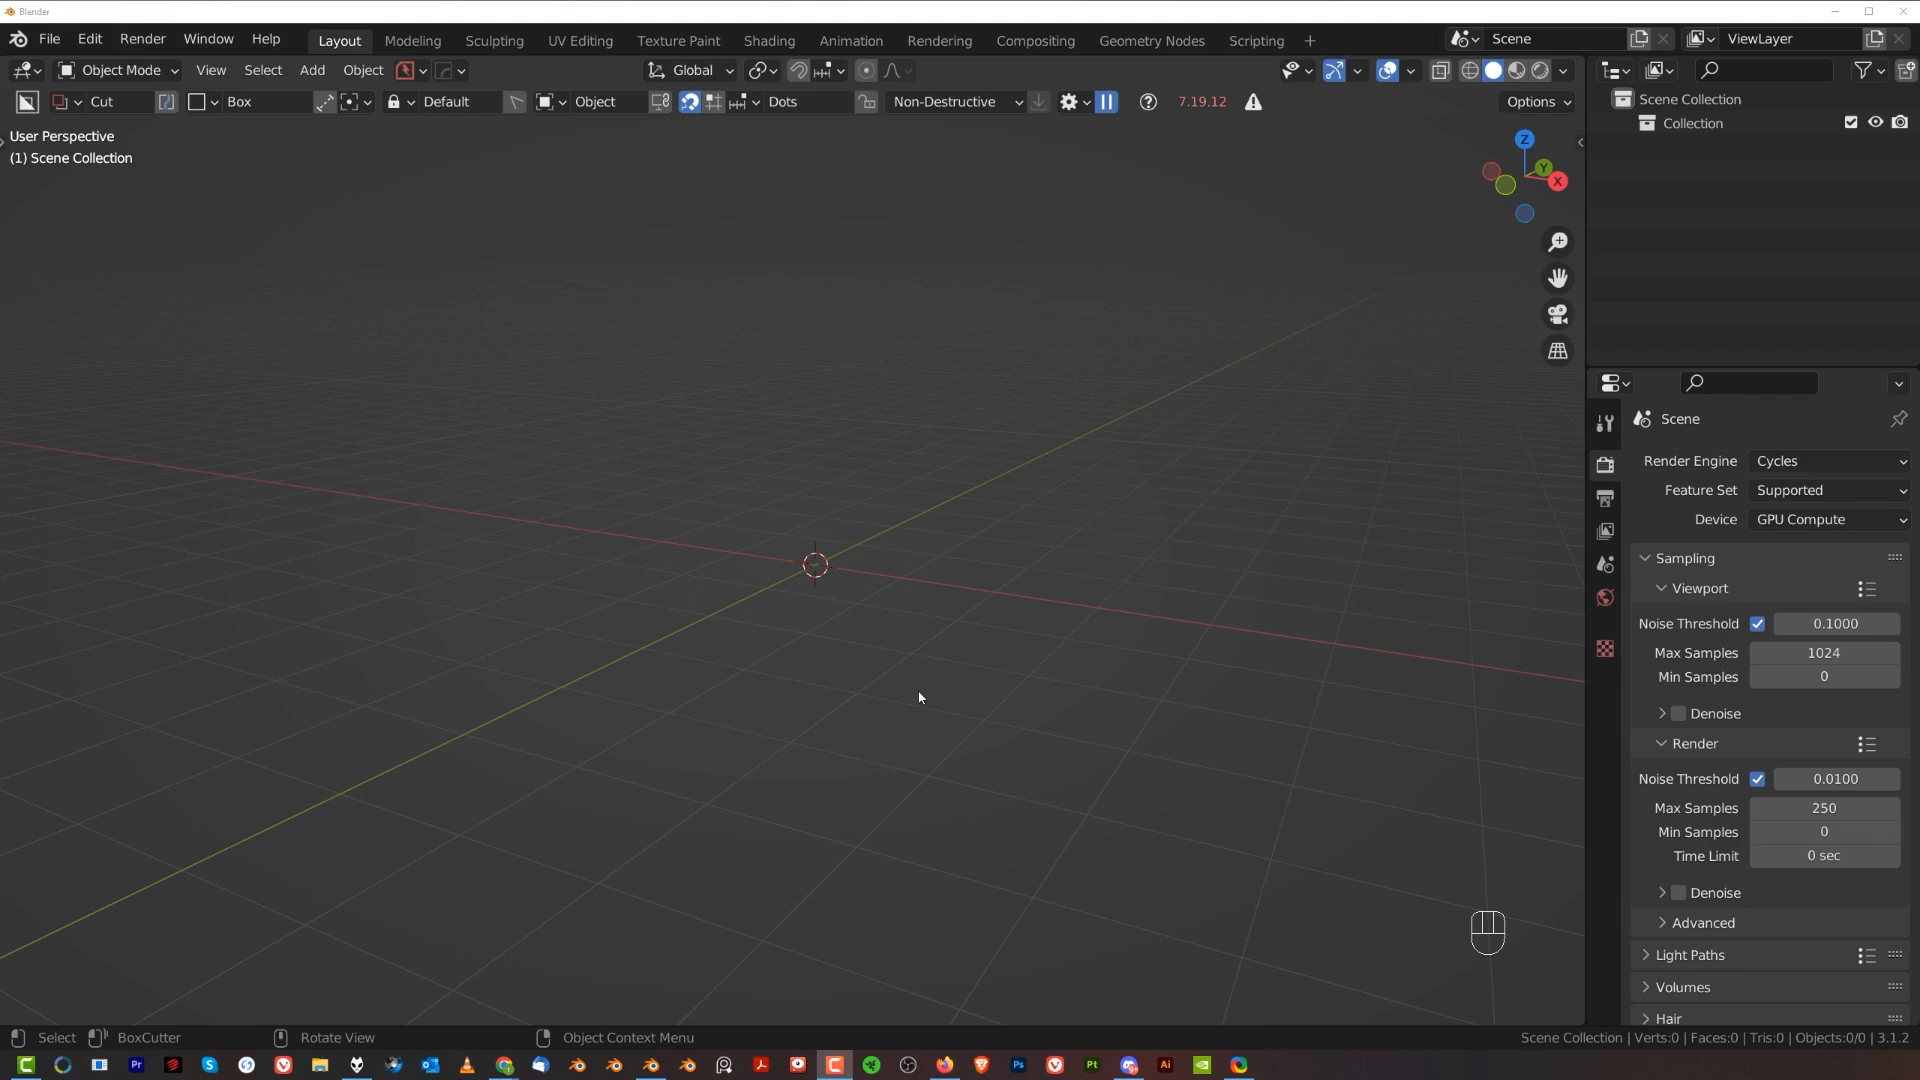 Blender
File Edit Render Window Help Layout Modeling Sculpting UV Editing Texture Paint Shading Animation Rendering Compositing Geometry Nodes Scripting + Scene ViewLayer
Object Mode View Select Add Object Global
Cut Box Default Object Dots Non-Destructive 7.19.12 Options
User Perspective
(1) Scene Collection
Z
Y
X
Scene Collection
Collection
Scene
Render Engine Cycles
Feature Set Supported
Device GPU Compute
Sampling
Viewport
Noise Threshold 0.1000
Max Samples 1024
Min Samples 0
Denoise
Render
Noise Threshold 0.0100
Max Samples 250
Min Samples 0
Time Limit 0 sec
Denoise
Advanced
Light Paths
Volumes
Hair
Select BoxCutter Rotate View Object Context Menu Scene Collection | Verts:0 | Faces:0 | Tris:0 | Objects:0/0 | 3.1.2
Pr S Ps Pt Ai